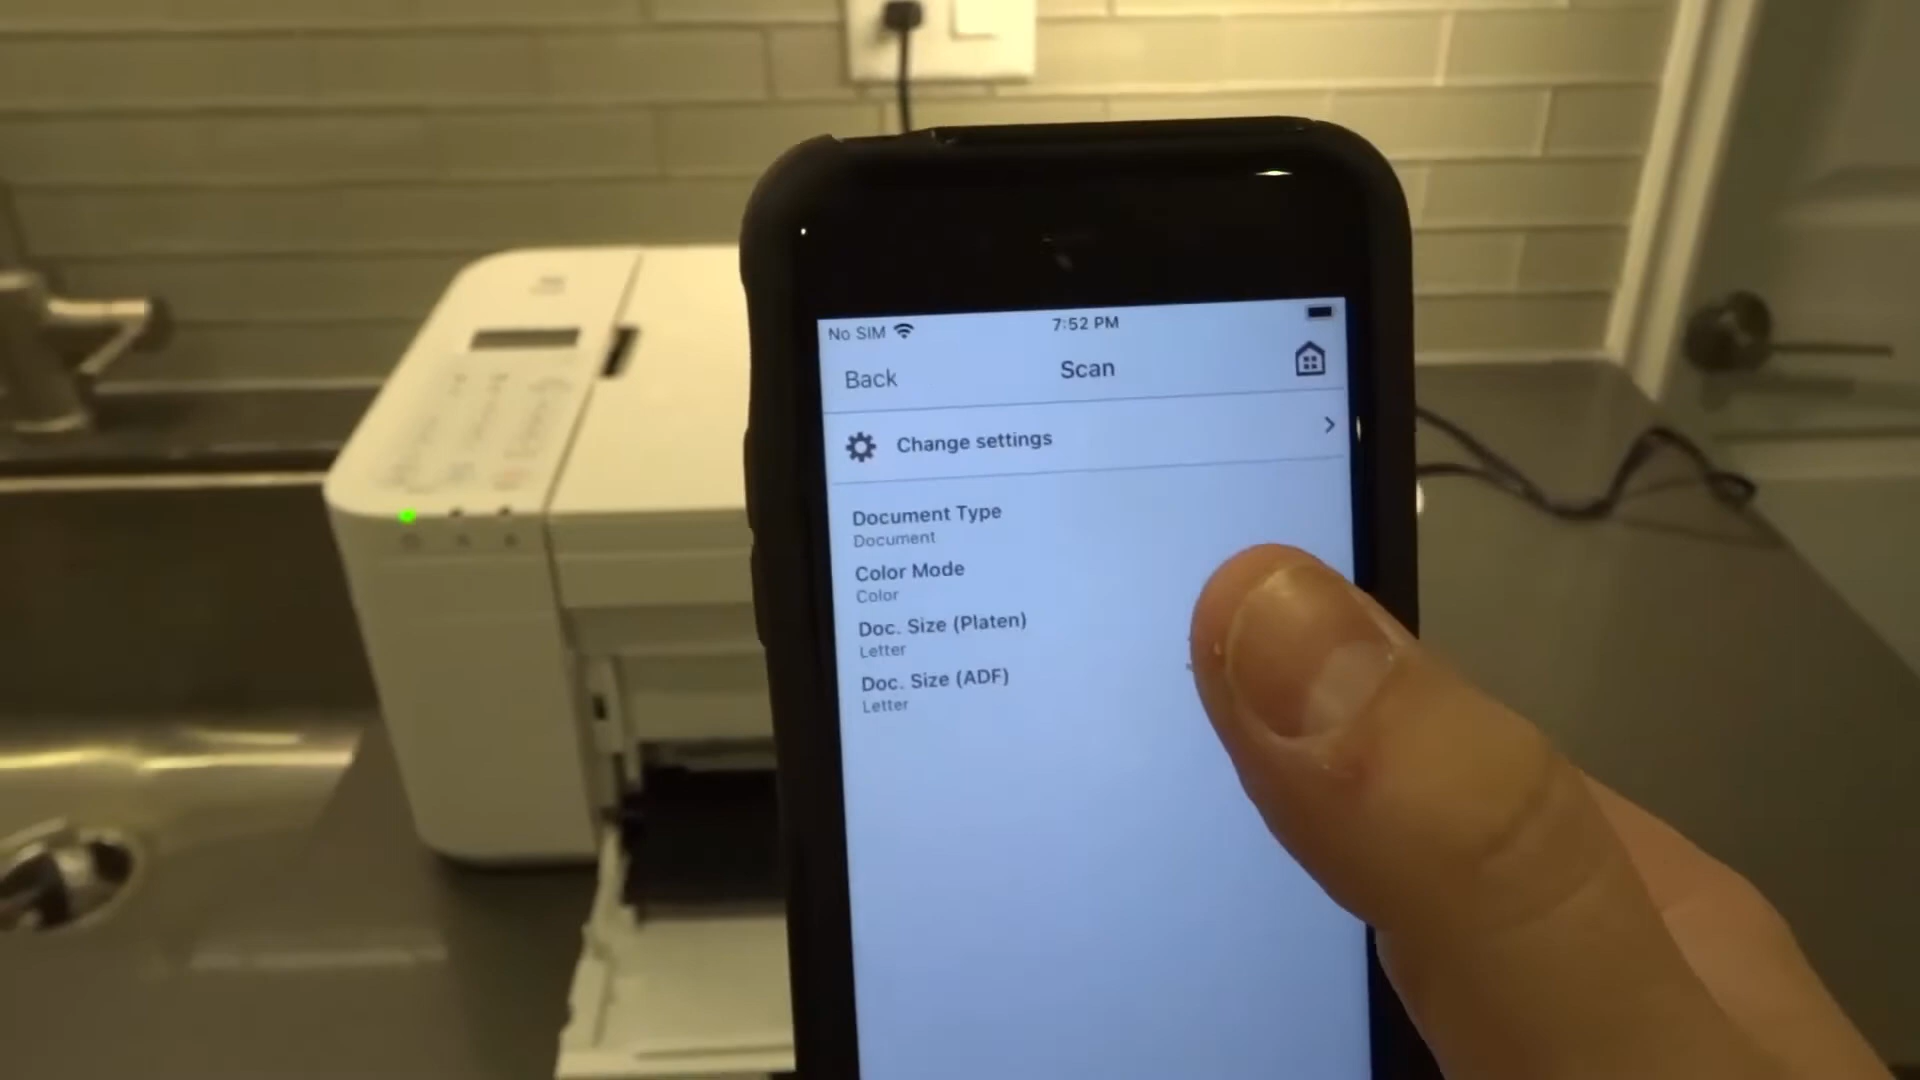 No SIM 7:52 PM
Back Scan
Change settings
Document Type
Document
Color Mode
Color
Doc. Size (Platen)
Letter
Doc. Size (ADF)
Letter